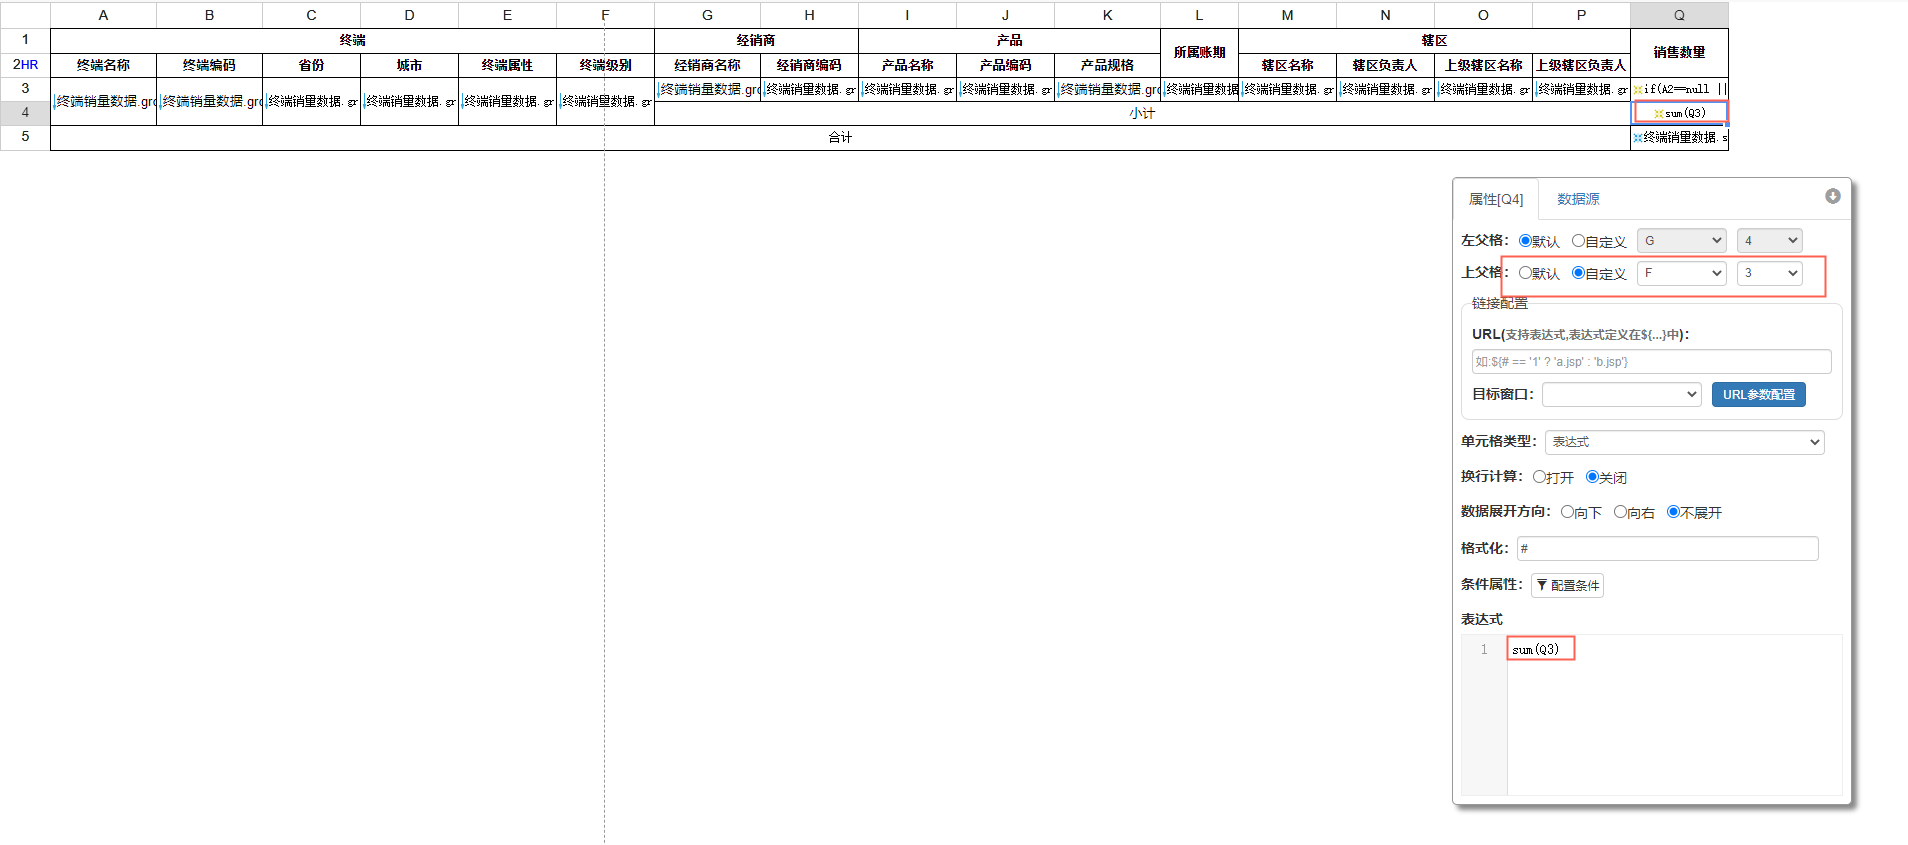 A B C D E F G H I J K L M N O P Q
1 终端 经销商 产品 所属账期 辖区 销售数量
2HR 终端名称 终端编码 省份 城市 终端属性 终端级别 经销商名称 经销商编码 产品名称 产品编码 产品规格 辖区名称 辖区负责人 上级辖区名称 上级辖区负责人
3 终端销量数据.gro 终端销量数据.gro 终端销量数据.gr 终端销量数据.gr 终端销量数据.gr 终端销量数据.gr 终端销量数据.gro 终端销量数据.gr 终端销量数据.gr 终端销量数据.gr 终端销量数据.gro 终端销量数据 终端销量数据.gr 终端销量数据.gr 终端销量数据.gr 终端销量数据.gr if(A2==null ||
4 小计 sum(Q3)
5 合计 终端销量数据.s
属性[Q4] 数据源
左父格: 默认 自定义 G 4
上父格: 默认 自定义 F 3
链接配置
URL(支持表达式,表达式定义在${...}中):
如:${# == '1' ? 'a.jsp' : 'b.jsp'}
目标窗口: URL参数配置
单元格类型: 表达式
换行计算: 打开 关闭
数据展开方向: 向下 向右 不展开
格式化: #
条件属性: 配置条件
表达式
1 sum(Q3)